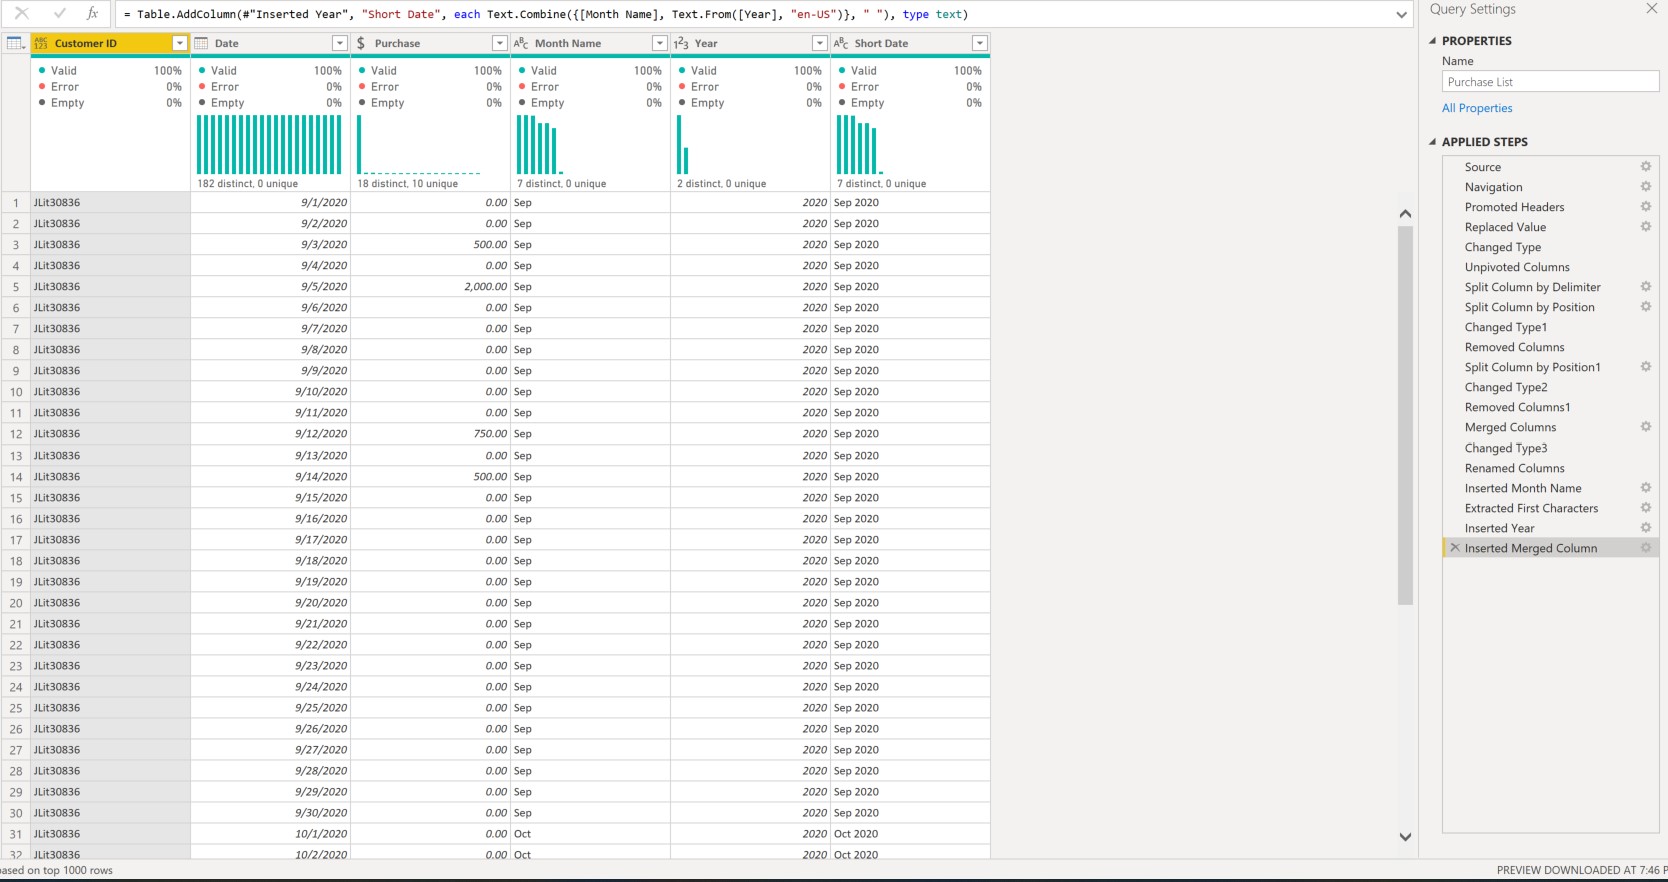 = Table.AddColumn(#"Inserted Year", "Short Date", each Text.Combine({[Month Name], Text.From([Year], "en-US")}, " "), type text)
fx
ABC 123 Customer ID
Date
$ Purchase
ABC Month Name
123 Year
ABC Short Date
Valid 100% Valid 100% Valid 100% Valid 100% Valid 100% Valid 100%
Error 0% Error 0% Error 0% Error 0% Error 0% Error 0%
Empty 0% Empty 0% Empty 0% Empty 0% Empty 0% Empty 0%
182 distinct, 0 unique 18 distinct, 10 unique 7 distinct, 0 unique 2 distinct, 0 unique 7 distinct, 0 unique
1 JLit30836 9/1/2020 0.00 Sep 2020 Sep 2020
2 JLit30836 9/2/2020 0.00 Sep 2020 Sep 2020
3 JLit30836 9/3/2020 500.00 Sep 2020 Sep 2020
4 JLit30836 9/4/2020 0.00 Sep 2020 Sep 2020
5 JLit30836 9/5/2020 2,000.00 Sep 2020 Sep 2020
6 JLit30836 9/6/2020 0.00 Sep 2020 Sep 2020
7 JLit30836 9/7/2020 0.00 Sep 2020 Sep 2020
8 JLit30836 9/8/2020 0.00 Sep 2020 Sep 2020
9 JLit30836 9/9/2020 0.00 Sep 2020 Sep 2020
10 JLit30836 9/10/2020 0.00 Sep 2020 Sep 2020
11 JLit30836 9/11/2020 0.00 Sep 2020 Sep 2020
12 JLit30836 9/12/2020 750.00 Sep 2020 Sep 2020
13 JLit30836 9/13/2020 0.00 Sep 2020 Sep 2020
14 JLit30836 9/14/2020 500.00 Sep 2020 Sep 2020
15 JLit30836 9/15/2020 0.00 Sep 2020 Sep 2020
16 JLit30836 9/16/2020 0.00 Sep 2020 Sep 2020
17 JLit30836 9/17/2020 0.00 Sep 2020 Sep 2020
18 JLit30836 9/18/2020 0.00 Sep 2020 Sep 2020
19 JLit30836 9/19/2020 0.00 Sep 2020 Sep 2020
20 JLit30836 9/20/2020 0.00 Sep 2020 Sep 2020
21 JLit30836 9/21/2020 0.00 Sep 2020 Sep 2020
22 JLit30836 9/22/2020 0.00 Sep 2020 Sep 2020
23 JLit30836 9/23/2020 0.00 Sep 2020 Sep 2020
24 JLit30836 9/24/2020 0.00 Sep 2020 Sep 2020
25 JLit30836 9/25/2020 0.00 Sep 2020 Sep 2020
26 JLit30836 9/26/2020 0.00 Sep 2020 Sep 2020
27 JLit30836 9/27/2020 0.00 Sep 2020 Sep 2020
28 JLit30836 9/28/2020 0.00 Sep 2020 Sep 2020
29 JLit30836 9/29/2020 0.00 Sep 2020 Sep 2020
30 JLit30836 9/30/2020 0.00 Sep 2020 Sep 2020
31 JLit30836 10/1/2020 0.00 Oct 2020 Oct 2020
32 JLit30836 10/2/2020 0.00 Oct 2020 Oct 2020
Query Settings
PROPERTIES
Name
Purchase List
All Properties
APPLIED STEPS
Source
Navigation
Promoted Headers
Replaced Value
Changed Type
Unpivoted Columns
Split Column by Delimiter
Split Column by Position
Changed Type1
Removed Columns
Split Column by Position1
Changed Type2
Removed Columns1
Merged Columns
Changed Type3
Renamed Columns
Inserted Month Name
Extracted First Characters
Inserted Year
Inserted Merged Column
ased on top 1000 rows
PREVIEW DOWNLOADED AT 7:46 P